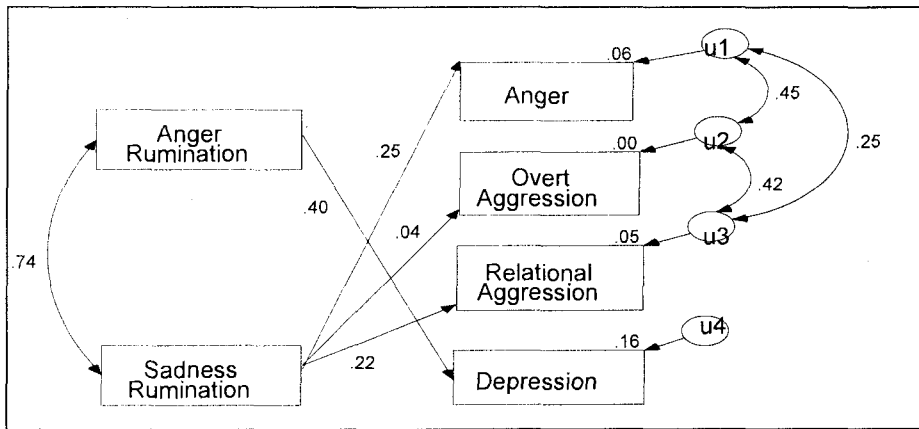 .06
u1
Anger
.45
Anger
Rumination
.25
.00
u2
.25
Overt
Aggression
.40
.42
.04
.05
u3
.74
Relational
Aggression
.16
u4
Sadness
Rumination
.22
Depression